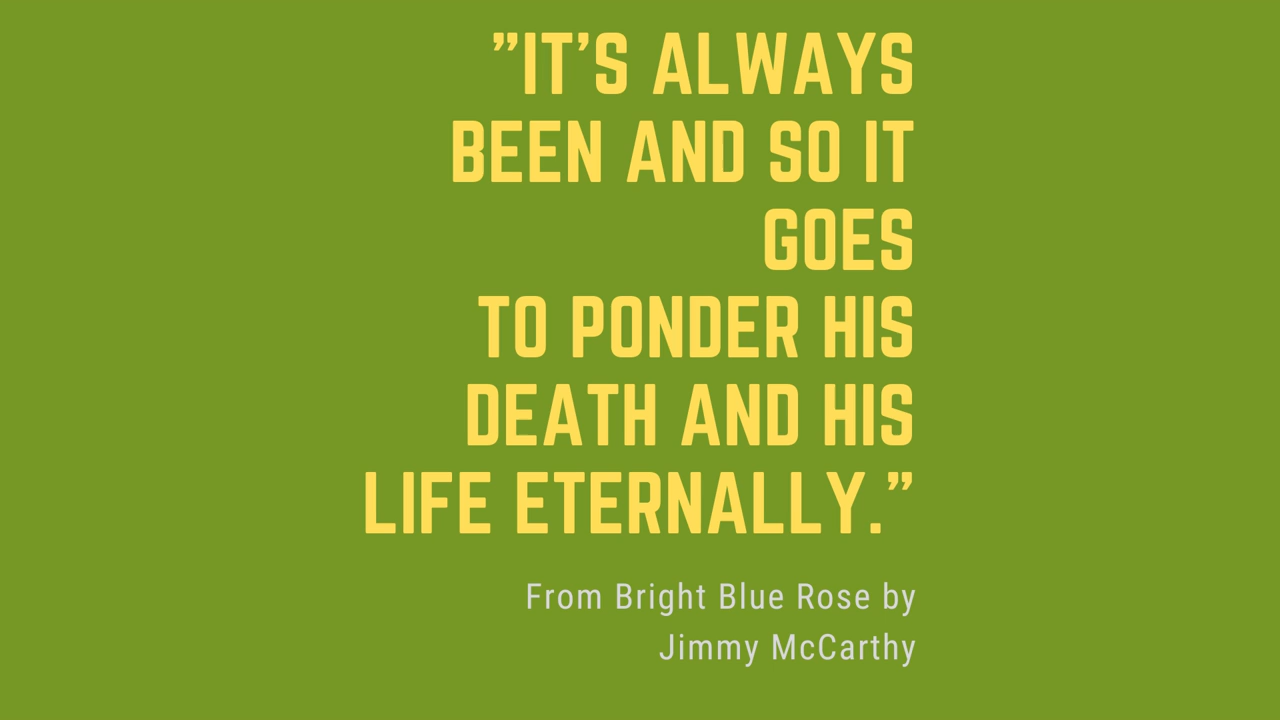 ”IT’S ALWAYS
BEEN AND SO IT
GOES
TO PONDER HIS
DEATH AND HIS
LIFE ETERNALLY.”
From Bright Blue Rose by
Jimmy McCarthy